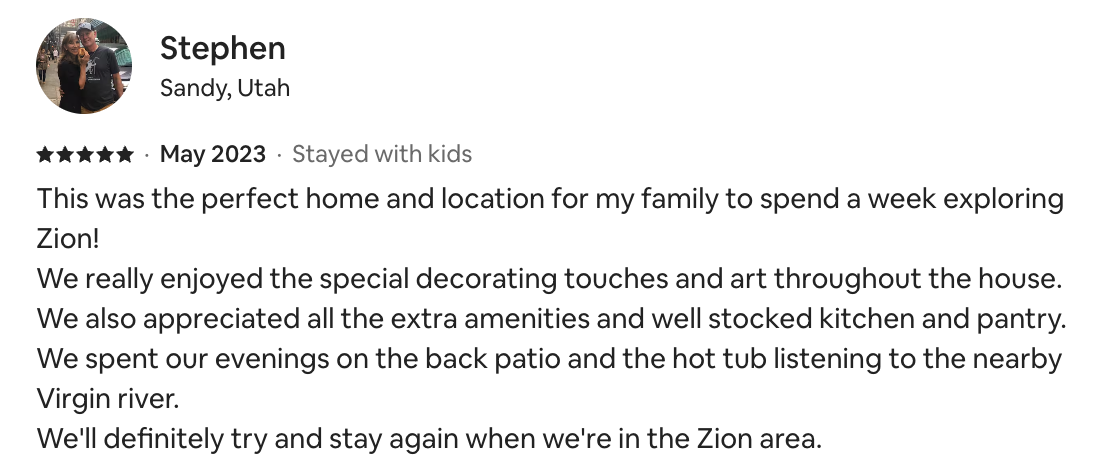 Stephen
Sandy, Utah
★★★★★ · May 2023 · Stayed with kids
This was the perfect home and location for my family to spend a week exploring
Zion!
We really enjoyed the special decorating touches and art throughout the house.
We also appreciated all the extra amenities and well stocked kitchen and pantry.
We spent our evenings on the back patio and the hot tub listening to the nearby
Virgin river.
We'll definitely try and stay again when we're in the Zion area.